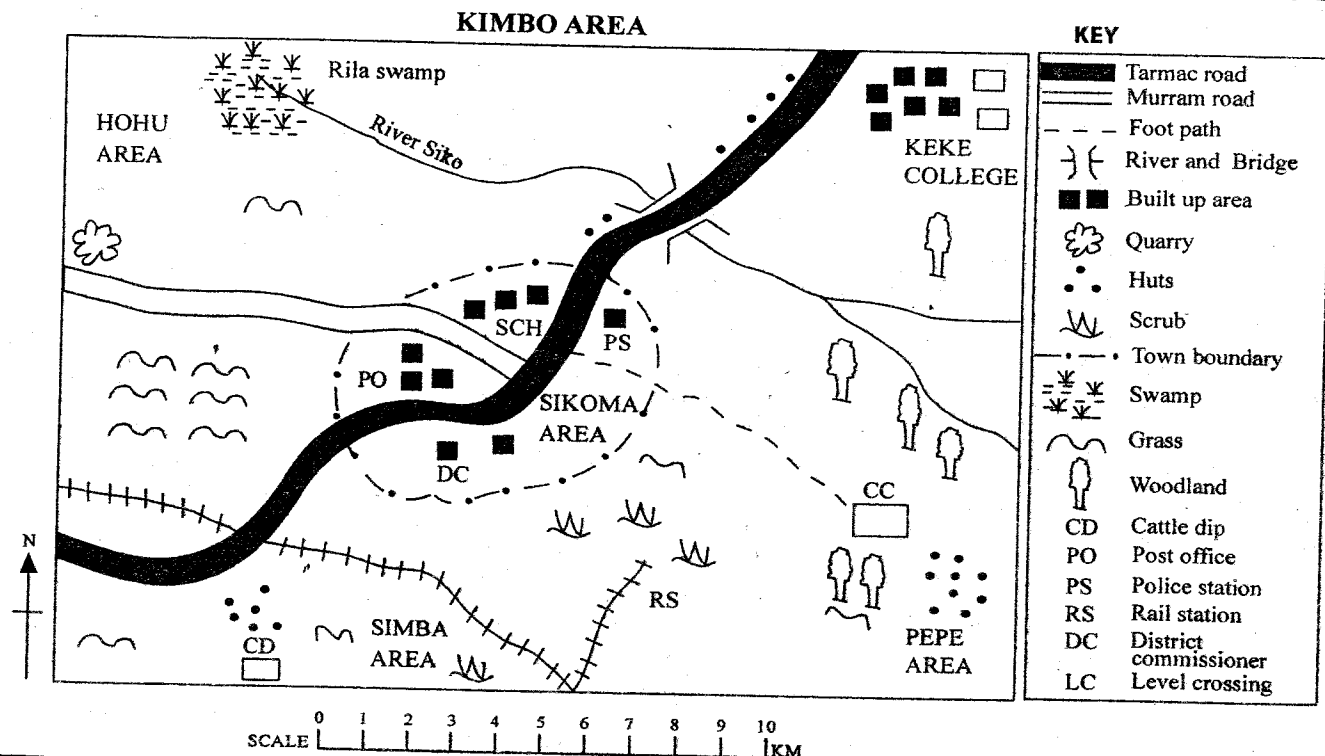 KIMBO AREA
Rila swamp
River Siko
HOHU
AREA
KEKE
COLLEGE
SCH
PS
PO
SIKOMA
AREA
DC
CC
RS
SIMBA
AREA
CD
PEPE
AREA
N
KEY
Tarmac road
Murram road
Foot path
River and Bridge
Built up area
Quarry
Huts
Scrub
Town boundary
Swamp
Grass
Woodland
CD Cattle dip
PO Post office
PS Police station
RS Rail station
DC District
commissioner
LC Level crossing
0 1 2 3 4 5 6 7 8 9 10
SCALE KM